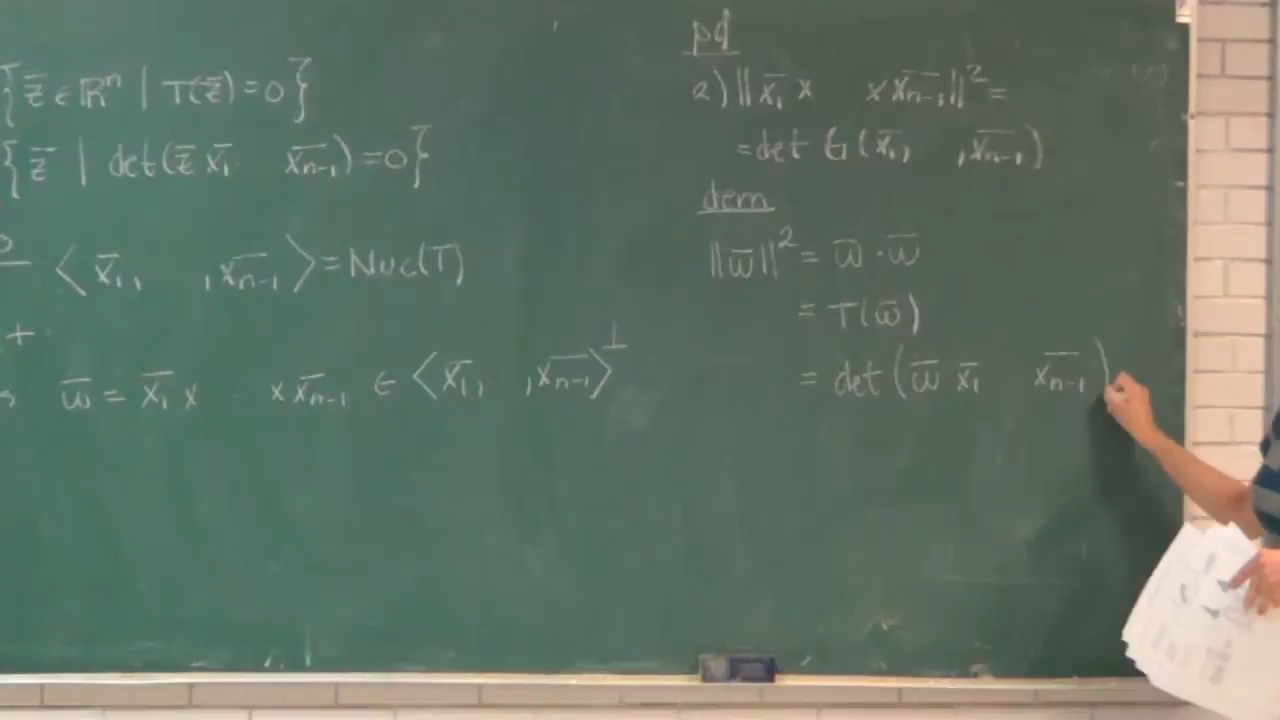 {z̄ ∈ ℝⁿ | T(z̄) = 0}
{z̄ | det(z̄ x̄₁ x̄ₙ₋₁) = 0}
⟨x̄₁, , x̄ₙ₋₁⟩ = Nuc(T)
+
w̄ = x̄₁ × × x̄ₙ₋₁ ∈ ⟨x̄₁, , x̄ₙ₋₁⟩⊥
pd
a) ||x̄₁ × × x̄ₙ₋₁||² =
= det G(x̄₁, , x̄ₙ₋₁)
dem
||w̄||² = w̄ · w̄
= T(w̄)
= det(w̄ x̄₁ x̄ₙ₋₁)